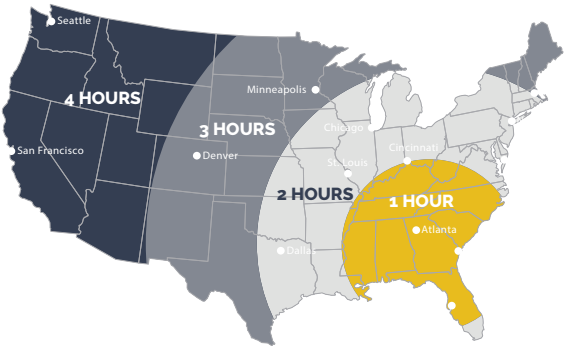 Seattle
4 HOURS
Minneapolis
3 HOURS
Chicago
San Francisco
Denver
Cincinnati
St. Louis
2 HOURS
1 HOUR
Atlanta
Dallas